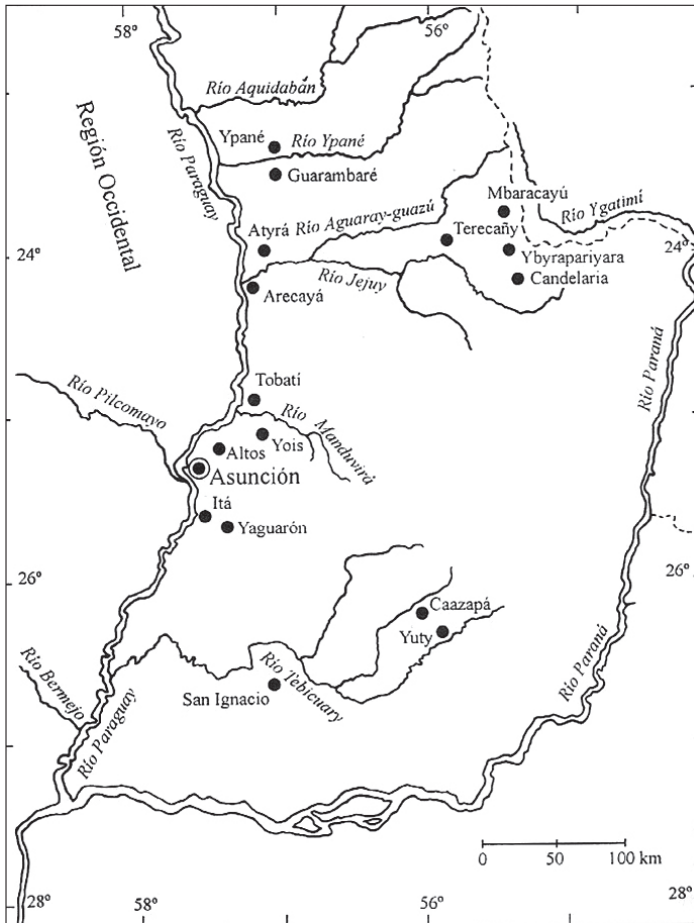 58º
56º
Río Aquidabán
Región Occidental
Río Paraguay
Ypané
Río Ypané
Guarambaré
Mbaracayú
Río Ygatimí
Atyrá
Río Aguaray-guazú
Terecañy
24º
24º
Ybyrapariyara
Río Jejuy
Candelaria
Arecayá
Río Paraná
Tobatí
Río Pilcomayo
Río Manduvirá
Yois
Altos
Asunción
Itá
Yaguarón
26º
26º
Caazapá
Yuty
Río Paraná
Río Tebicuary
San Ignacio
Río Bermejo
Río Paraguay
0 50 100 km
28º
58º
56º
28º